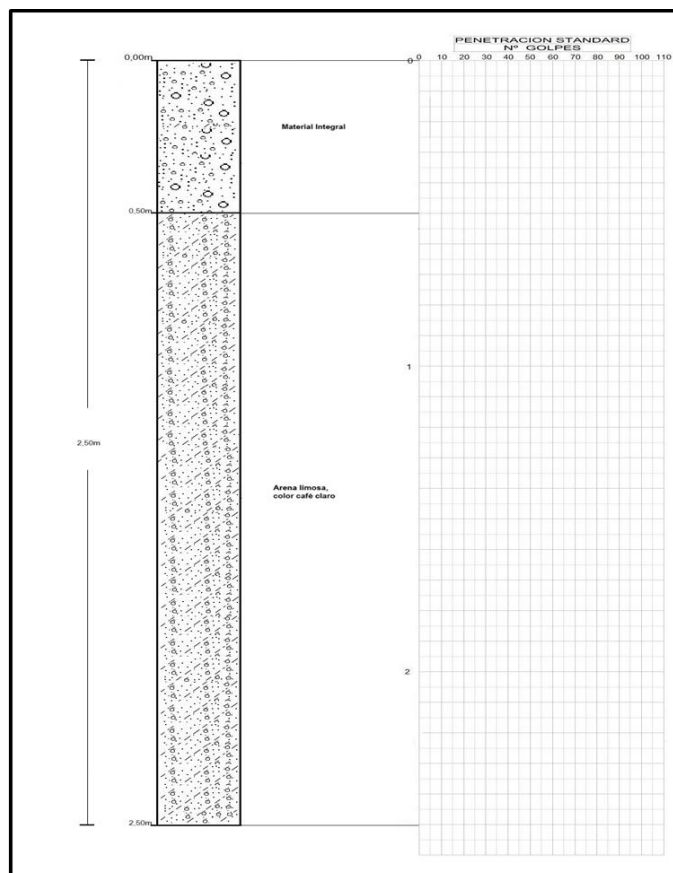 PENETRACION STANDARD
Nº GOLPES
0 10 20 30 40 50 60 70 80 90 100 110
0,00m
0
Material Integral
0,50m
1
2,50m
Arena limosa,
color café claro
2
2,50m